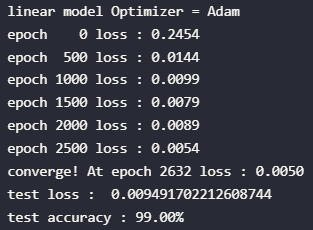 linear model Optimizer = Adam
epoch    0 loss : 0.2454
epoch  500 loss : 0.0144
epoch 1000 loss : 0.0099
epoch 1500 loss : 0.0079
epoch 2000 loss : 0.0089
epoch 2500 loss : 0.0054
converge! At epoch 2632 loss : 0.0050
test loss :  0.009491702212608744
test accuracy : 99.00%